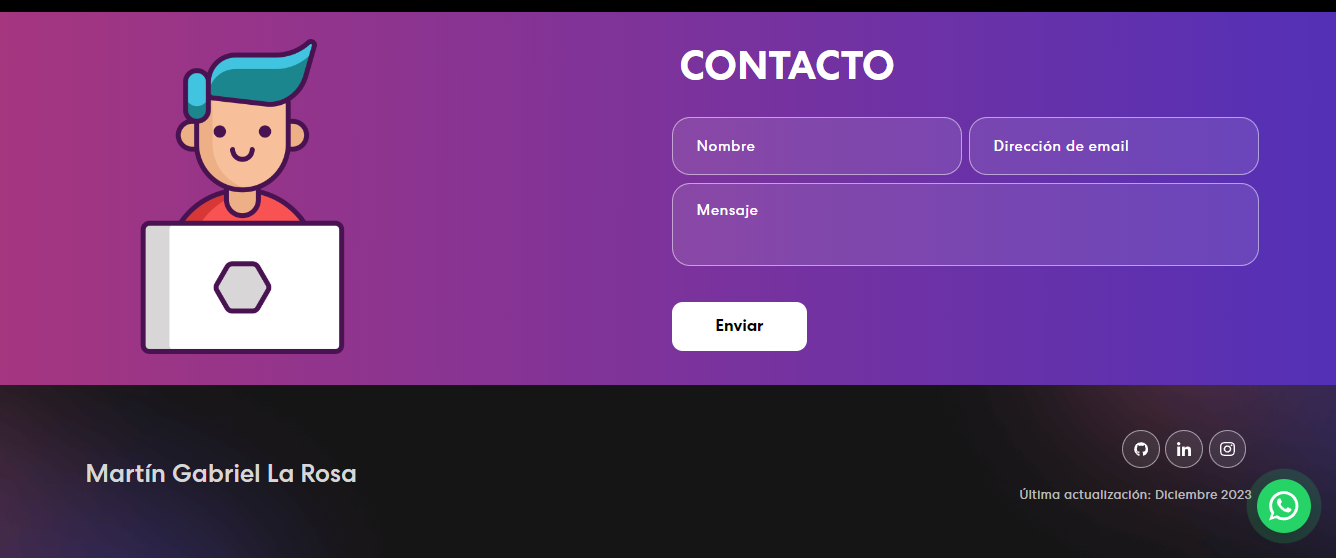 CONTACTO
Nombre
Dirección de email
Mensaje
Enviar
Martín Gabriel La Rosa
in
Última actualización: Diciembre 2023